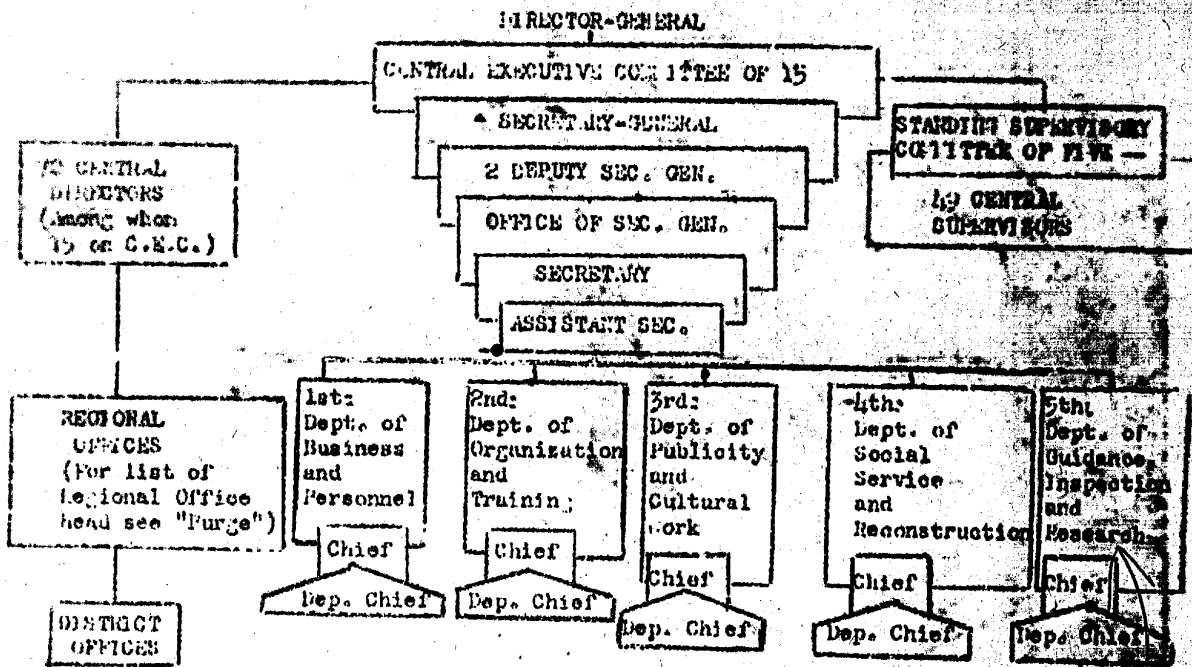 DIRECTOR-GENERAL
CENTRAL EXECUTIVE COMMITTEE OF 15
SECRETARY-GENERAL
2 DEPUTY SEC. GEN.
OFFICE OF SEC. GEN.
SECRETARY
ASSISTANT SEC.
STANDING SUPERVISORY
COMMITTEE OF FIVE —
49 CENTRAL
SUPERVISORS
72 CENTRAL
DIRECTORS
(Among whom
15 on C.E.C.)
REGIONAL
OFFICES
(For list of
Regional Office
head see "Purge")
DISTRICT
OFFICES
1st:
Dept. of
Business
and
Personnel
Chief
Dep. Chief
2nd:
Dept. of
Organization
and
Training
Chief
Dep. Chief
3rd:
Dept. of
Publicity
and
Cultural
Work
Chief
Dep. Chief
4th:
Dept. of
Social
Service
and
Reconstruction
Chief
Dep. Chief
5th:
Dept. of
Guidance,
Inspection
and
Research
Chief
Dep. Chief